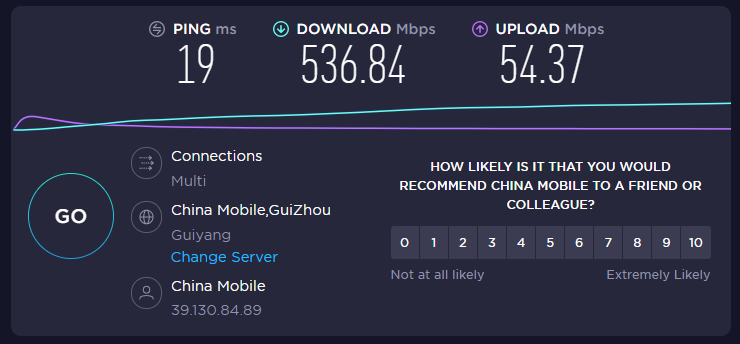 PING ms DOWNLOAD Mbps UPLOAD Mbps
19 536.84 54.37
GO
Connections
Multi
China Mobile,GuiZhou
Guiyang
Change Server
China Mobile
39.130.84.89
HOW LIKELY IS IT THAT YOU WOULD
RECOMMEND CHINA MOBILE TO A FRIEND OR
COLLEAGUE?
0 1 2 3 4 5 6 7 8 9 10
Not at all likely Extremely Likely